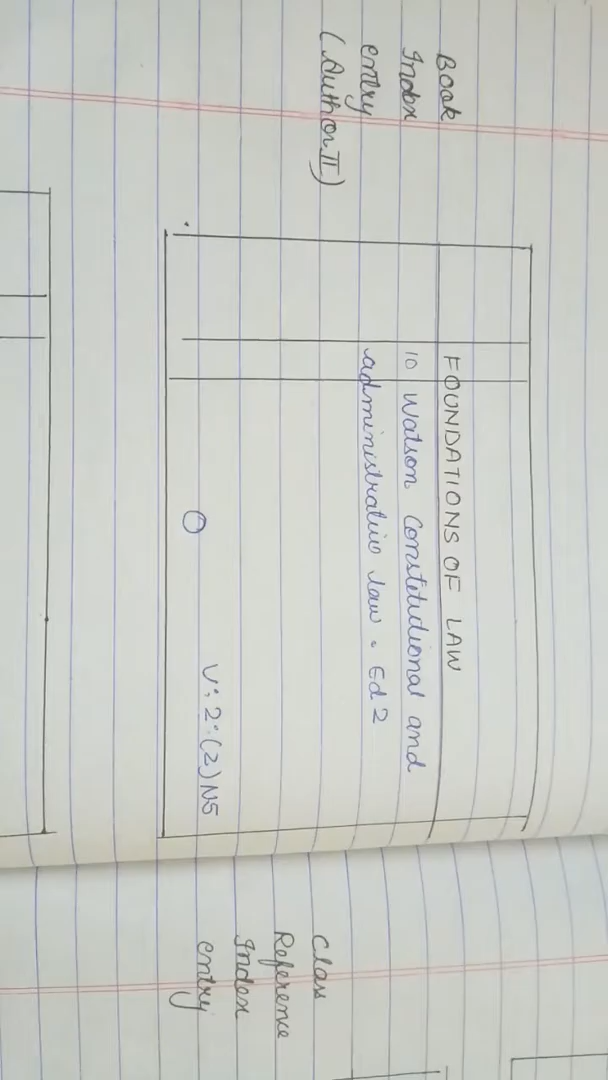 Book
Index
entry
(Author II)
FOUNDATIONS OF LAW
10 Watson. Constitutional and
administrative law. Ed 2
V:2:(2)N5
Class
Reference
Index
entry